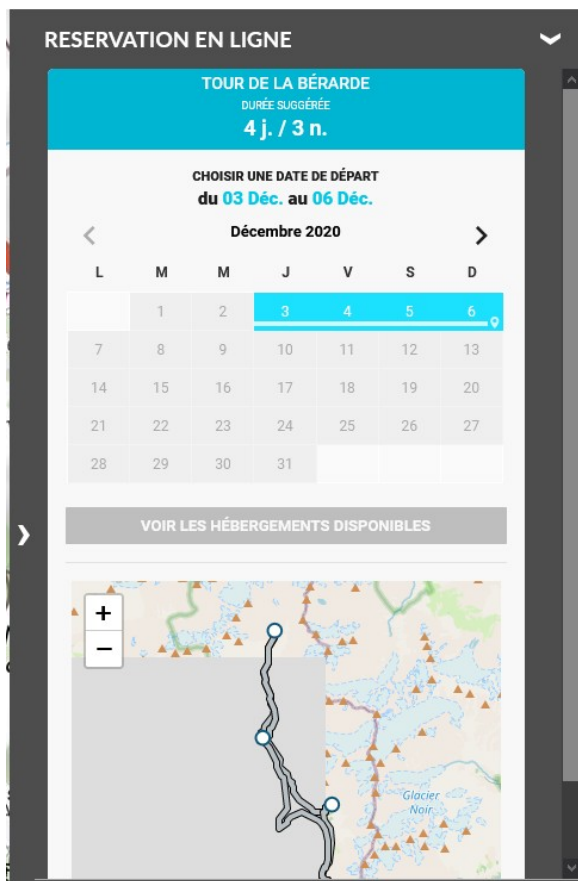 RESERVATION EN LIGNE
TOUR DE LA BÉRARDE
DURÉE SUGGÉRÉE
4 j. / 3 n.
CHOISIR UNE DATE DE DÉPART
du 03 Déc. au 06 Déc.
Décembre 2020
L M M J V S D
1 2 3 4 5 6
7 8 9 10 11 12 13
14 15 16 17 18 19 20
21 22 23 24 25 26 27
28 29 30 31
VOIR LES HÉBERGEMENTS DISPONIBLES
+
−
Glacier
Noir